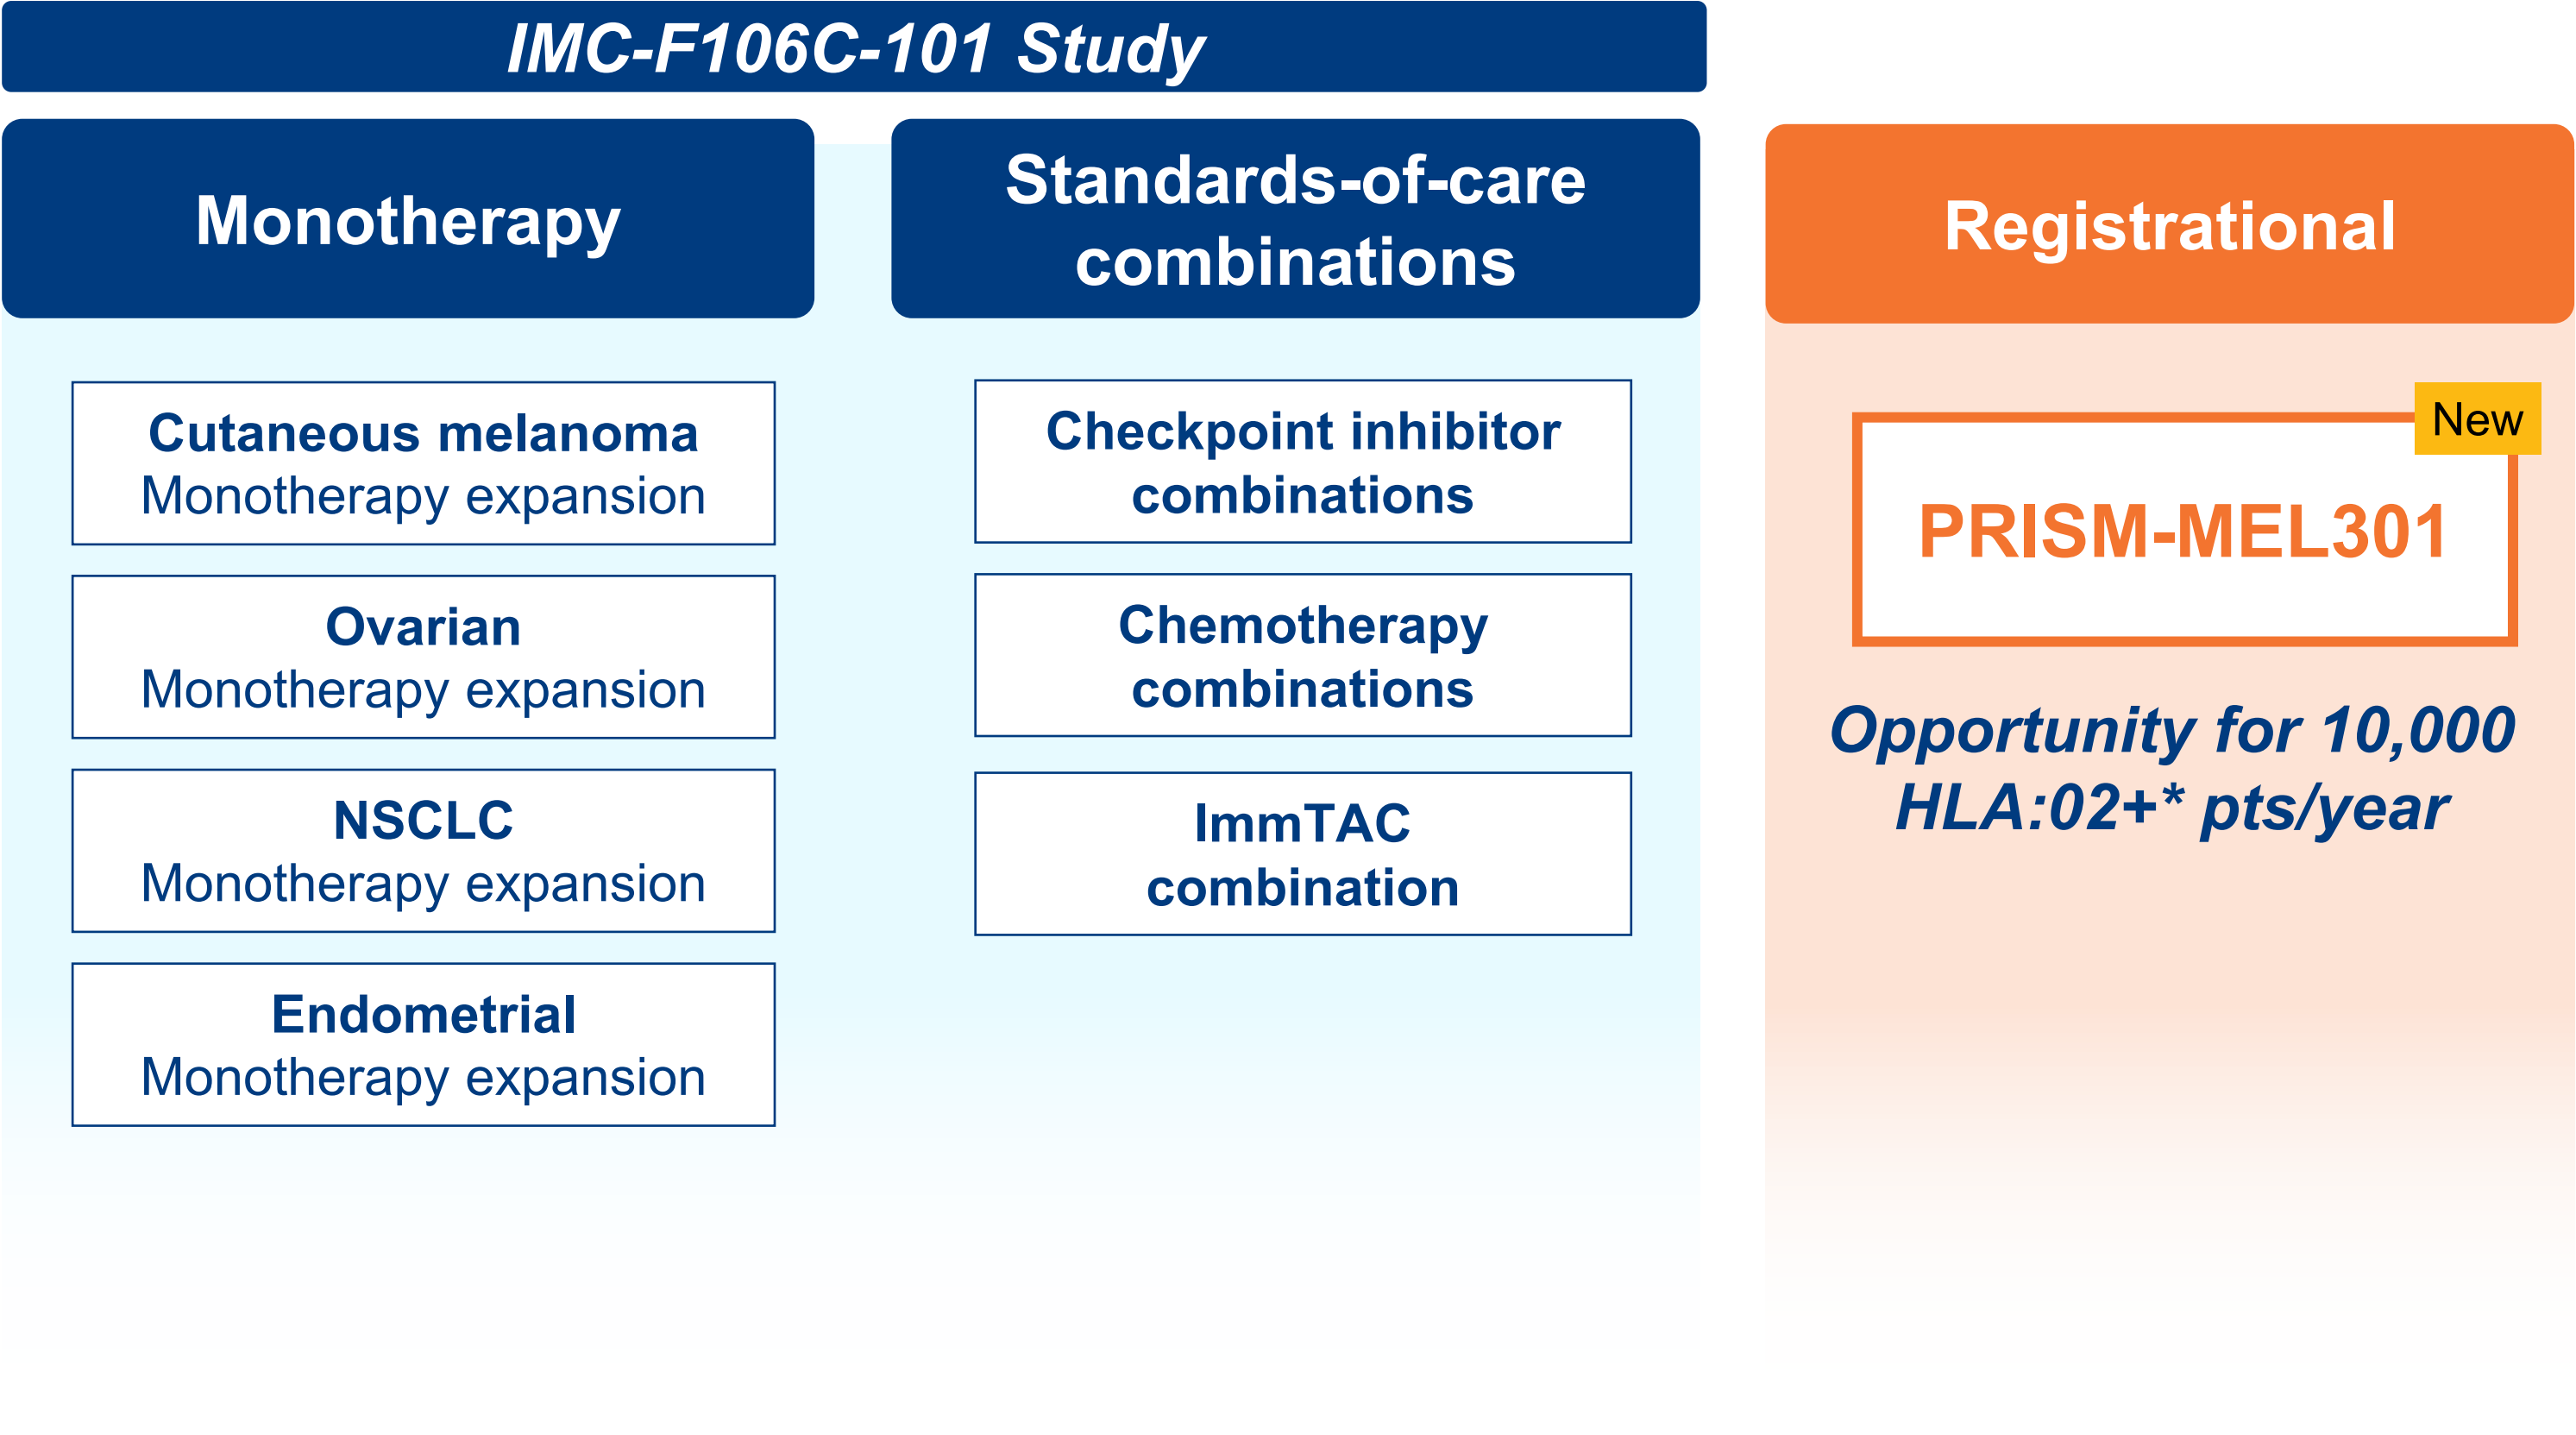 IMC-F106C-101 Study
Monotherapy
Cutaneous melanoma
Monotherapy expansion
Ovarian
Monotherapy expansion
NSCLC
Monotherapy expansion
Endometrial
Monotherapy expansion
Standards-of-care
combinations
Checkpoint inhibitor
combinations
Chemotherapy
combinations
ImmTAC
combination
Registrational
New
PRISM-MEL301
Opportunity for 10,000
HLA:02+* pts/year